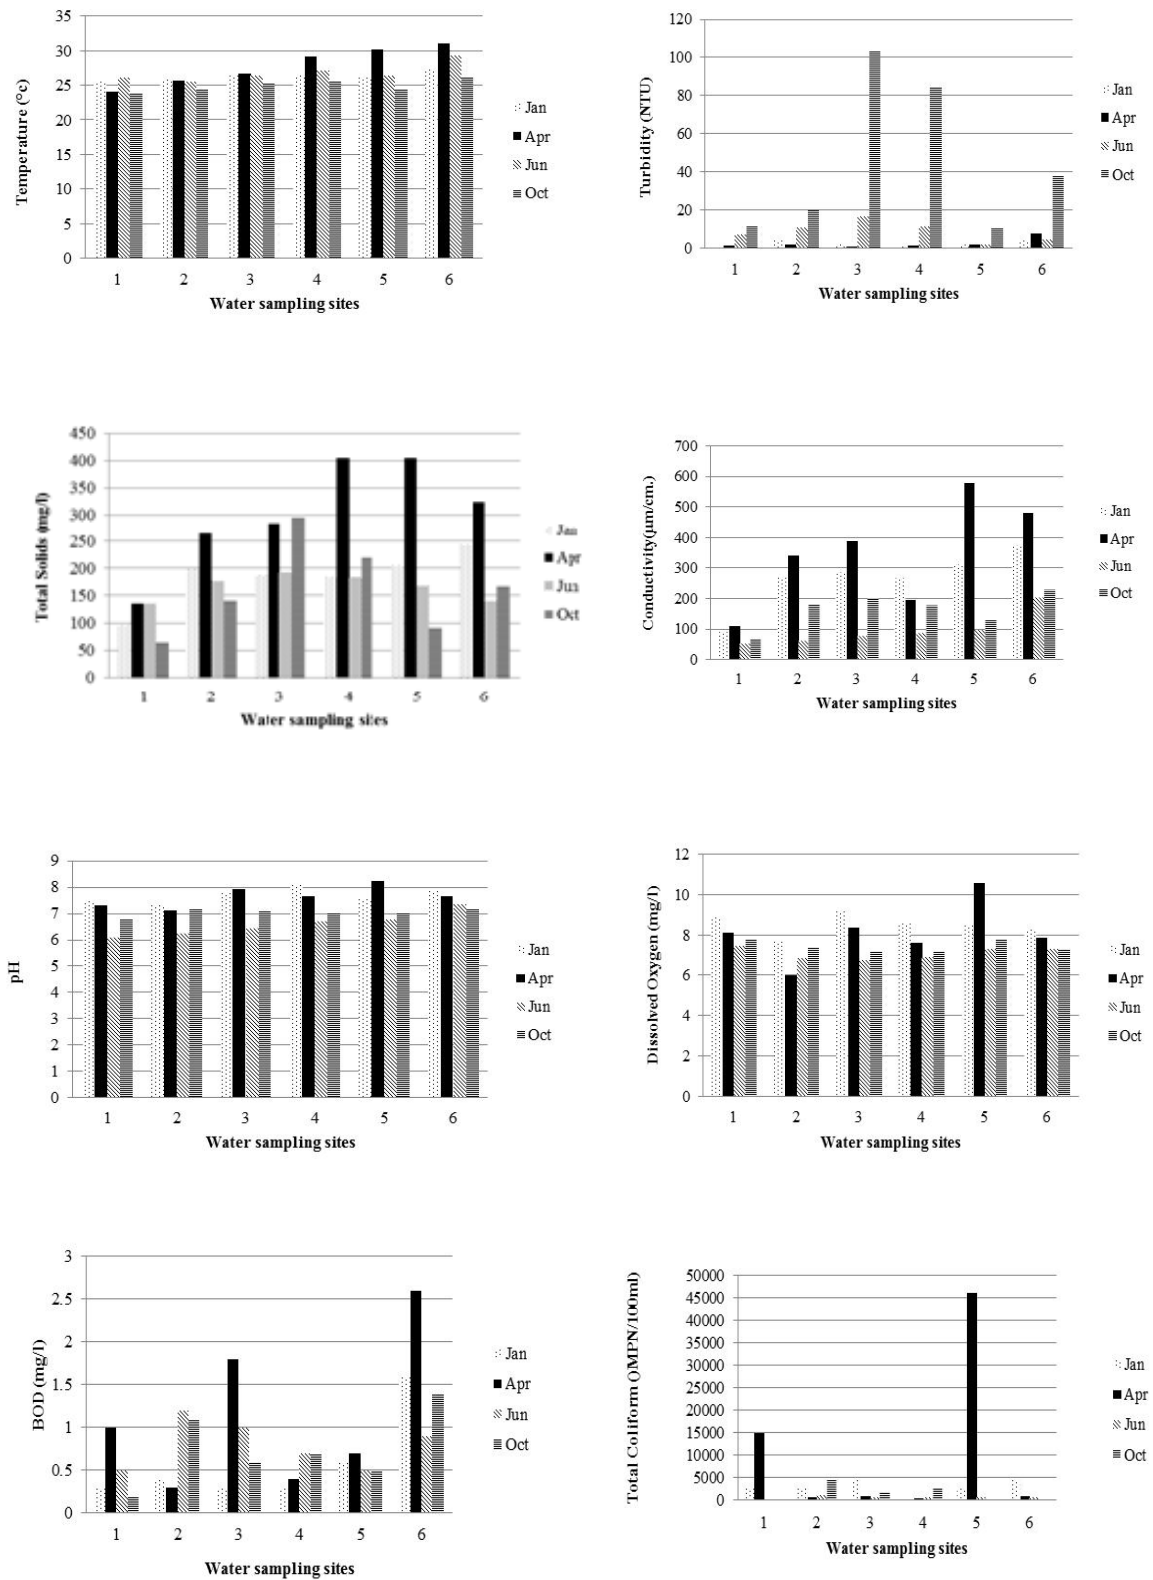 35
30
25
20
15
10
5
0
Temperature (°c)
1 2 3 4 5 6
Water sampling sites
Jan
Apr
Jun
Oct
120
100
80
60
40
20
0
Turbidity (NTU)
1 2 3 4 5 6
Water sampling sites
Jan
Apr
Jun
Oct
450
400
350
300
250
200
150
100
50
0
Total Solids (mg/l)
1 2 3 4 5 6
Water sampling sites
Jan
Apr
Jun
Oct
700
600
500
400
300
200
100
0
Conductivity(µm/cm.)
1 2 3 4 5 6
Water sampling sites
Jan
Apr
Jun
Oct
9
8
7
6
5
4
3
2
1
0
pH
1 2 3 4 5 6
Water sampling sites
Jan
Apr
Jun
Oct
12
10
8
6
4
2
0
Dissolved Oxygen (mg/l)
1 2 3 4 5 6
Water sampling sites
Jan
Apr
Jun
Oct
3
2.5
2
1.5
1
0.5
0
BOD (mg/l)
1 2 3 4 5 6
Water sampling sites
Jan
Apr
Jun
Oct
50000
45000
40000
35000
30000
25000
20000
15000
10000
5000
0
Total Coliform ()MPN/100ml)
1 2 3 4 5 6
Water sampling sites
Jan
Apr
Jun
Oct